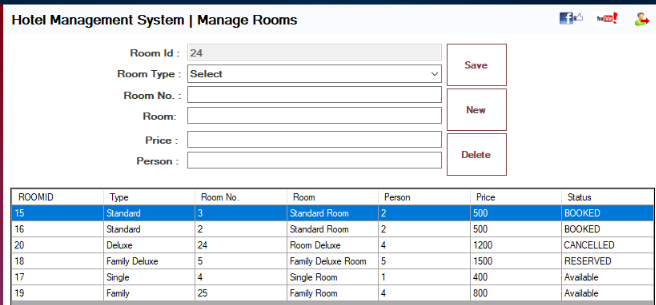 Hotel Management System | Manage Rooms
Room Id : 24
Room Type : Select
Room No. :
Room:
Price :
Person :
Save
New
Delete
ROOMID Type Room No. Room Person Price Status
15 Standard 3 Standard Room 2 500 BOOKED
16 Standard 2 Standard Room 2 500 BOOKED
20 Deluxe 24 Room Deluxe 4 1200 CANCELLED
18 Family Deluxe 5 Family Deluxe Room 5 1500 RESERVED
17 Single 4 Single Room 1 400 Available
19 Family 25 Family Room 4 800 Available